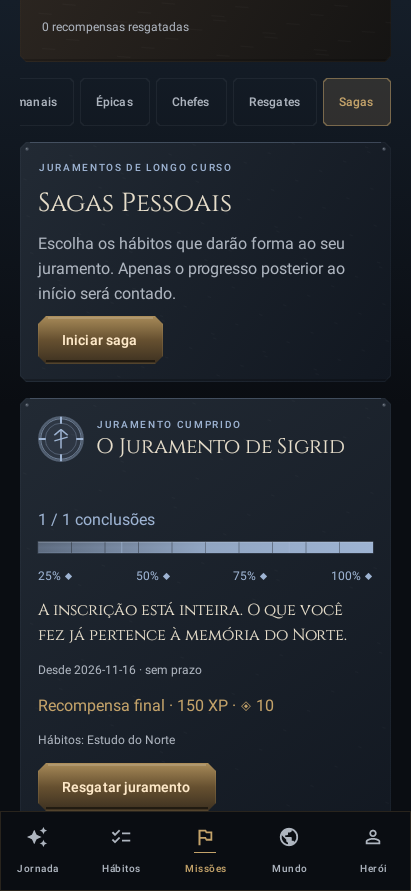 0 recompensas resgatadas
manais
Épicas
Chefes
Resgates
Sagas
JURAMENTOS DE LONGO CURSO
Sagas Pessoais
Escolha os hábitos que darão forma ao seu
juramento. Apenas o progresso posterior ao
início será contado.
Iniciar saga
JURAMENTO CUMPRIDO
O Juramento de Sigrid
1 / 1 conclusões
25% ◆ 50% ◆ 75% ◆ 100% ◆
A inscrição está inteira. O que você
fez já pertence à memória do Norte.
Desde 2026-11-16 · sem prazo
Recompensa final · 150 XP · ◈ 10
Hábitos: Estudo do Norte
Resgatar juramento
Jornada
Hábitos
Missões
Mundo
Herói